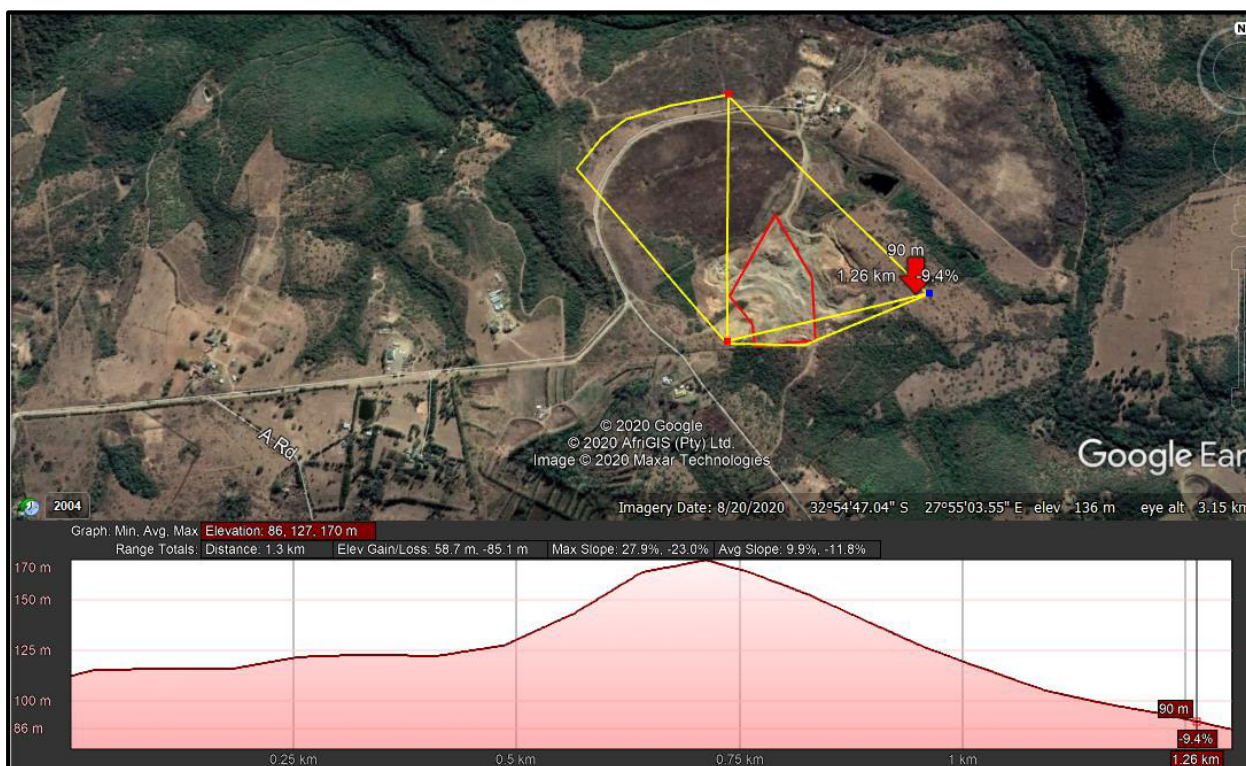 N
90 m
1.26 km -9.4%
A Rd
© 2020 Google
© 2020 AfriGIS (Pty) Ltd.
Image © 2020 Maxar Technologies
Google Ear
2004
Imagery Date: 8/20/2020 32°54'47.04" S 27°55'03.55" E elev 136 m eye alt 3.15 km
Graph: Min, Avg, Max Elevation: 86, 127, 170 m
Range Totals: Distance: 1.3 km Elev Gain/Loss: 58.7 m, -85.1 m Max Slope: 27.9%, -23.0% Avg Slope: 9.9%, -11.8%
170 m
150 m
125 m
100 m
86 m
90 m
-9.4%
0.25 km 0.5 km 0.75 km 1 km 1.26 km